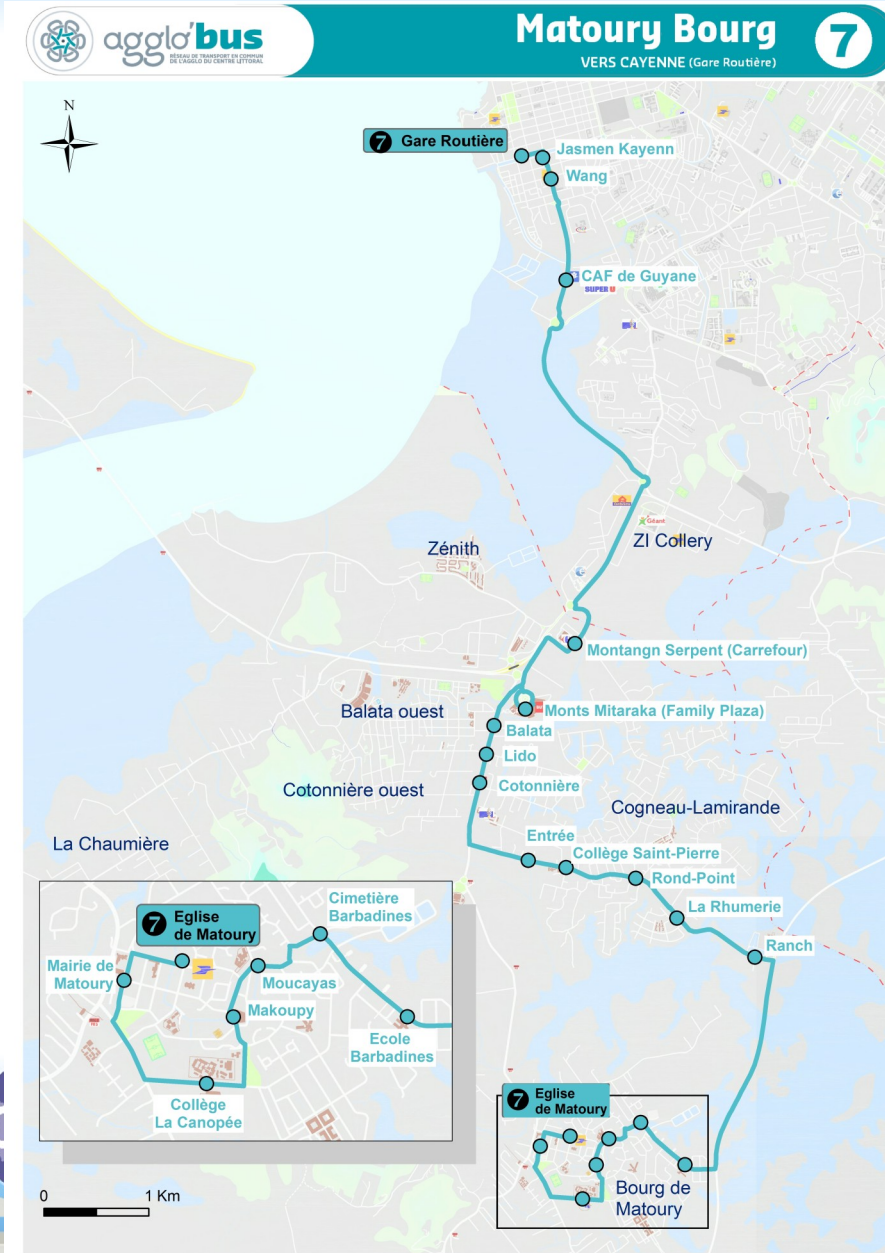 agglo'bus
RÉSEAU DE TRANSPORT EN COMMUN
DE L'AGGLO DU CENTRE LITTORAL
Matoury Bourg
VERS CAYENNE (Gare Routière)
7
N
7 Gare Routière
Jasmen Kayenn
Wang
CAF de Guyane
SUPER U
Géant
Zénith
ZI Collery
Montangn Serpent (Carrefour)
Balata ouest
Monts Mitaraka (Family Plaza)
Balata
Lido
Cotonnière ouest
Cotonnière
Cogneau-Lamirande
La Chaumière
Entrée
Collège Saint-Pierre
Rond-Point
La Rhumerie
Ranch
Cimetière
Barbadines
7 Eglise
de Matoury
Mairie de
Matoury
Moucayas
Makoupy
Ecole
Barbadines
Collège
La Canopée
7 Eglise
de Matoury
Bourg de
Matoury
0 1 Km